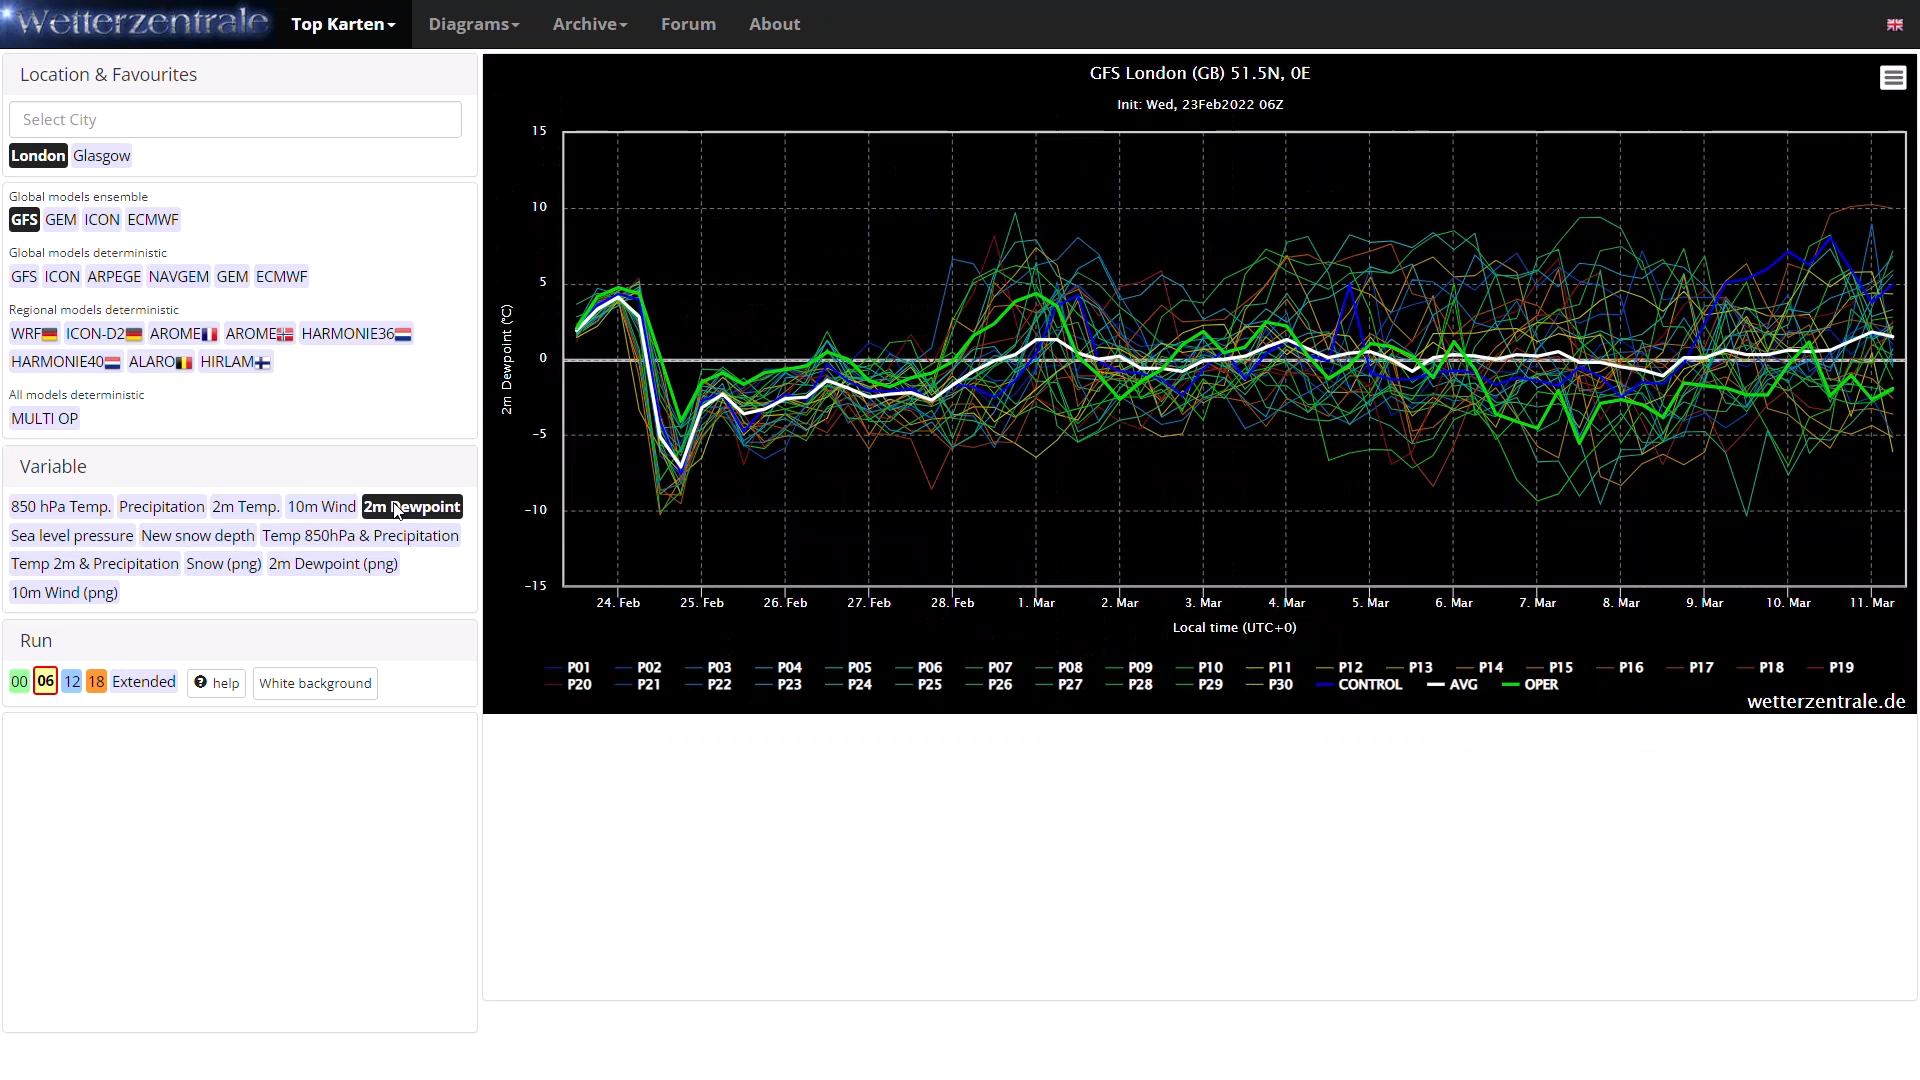 Wetterzentrale Top Karten Diagrams Archive Forum About
Location & Favourites
Select City
London Glasgow
Global models ensemble
GFS GEM ICON ECMWF
Global models deterministic
GFS ICON ARPEGE NAVGEM GEM ECMWF
Regional models deterministic
WRF ICON-D2 AROME AROME HARMONIE36
HARMONIE40 ALARO HIRLAM
All models deterministic
MULTI OP
Variable
850 hPa Temp. Precipitation 2m Temp. 10m Wind 2m Dewpoint
Sea level pressure New snow depth Temp 850hPa & Precipitation
Temp 2m & Precipitation Snow (png) 2m Dewpoint (png)
10m Wind (png)
Run
00 06 12 18 Extended help White background
GFS London (GB) 51.5N, 0E
Init: Wed, 23Feb2022 06Z
15
10
5
0
-5
-10
-15
2m Dewpoint (°C)
24. Feb 25. Feb 26. Feb 27. Feb 28. Feb 1. Mar 2. Mar 3. Mar 4. Mar 5. Mar 6. Mar 7. Mar 8. Mar 9. Mar 10. Mar 11. Mar
Local time (UTC+0)
P01 P02 P03 P04 P05 P06 P07 P08 P09 P10 P11 P12 P13 P14 P15 P16 P17 P18 P19
P20 P21 P22 P23 P24 P25 P26 P27 P28 P29 P30 CONTROL AVG OPER
wetterzentrale.de